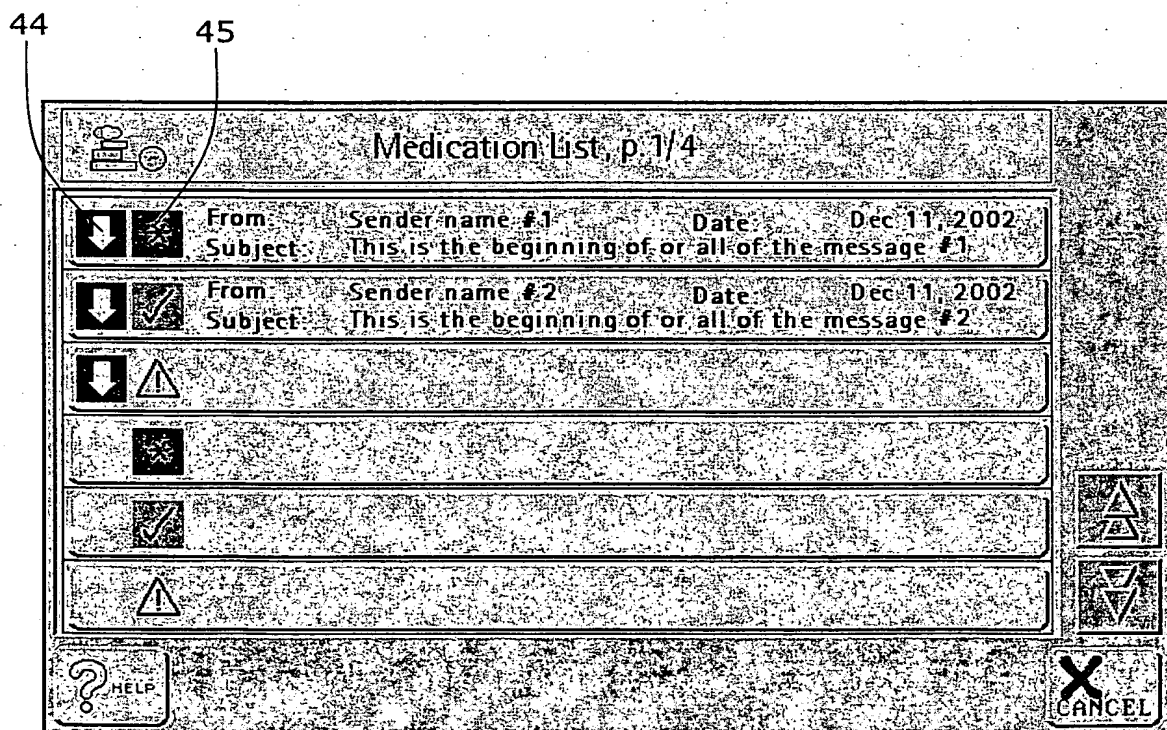 44
45
Medication List, p.1/4
From: Sender name #1 Date: Dec 11, 2002
Subject: This is the beginning of or all of the message #1
From: Sender name #2 Date: Dec 11, 2002
Subject: This is the beginning of or all of the message #2
? HELP
X
CANCEL